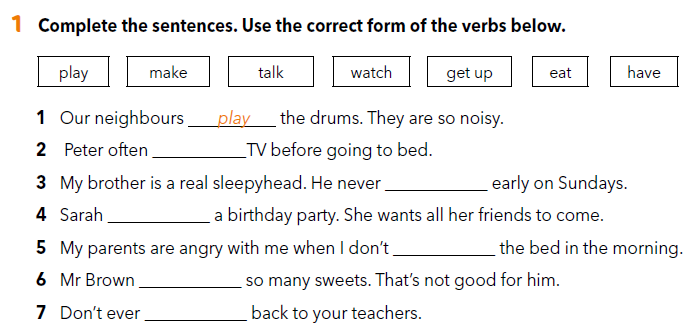 1 Complete the sentences. Use the correct form of the verbs below.
play make talk watch get up eat have
1 Our neighbours ___play___ the drums. They are so noisy.
2 Peter often __________TV before going to bed.
3 My brother is a real sleepyhead. He never ___________ early on Sundays.
4 Sarah ___________ a birthday party. She wants all her friends to come.
5 My parents are angry with me when I don't ___________ the bed in the morning.
6 Mr Brown ___________ so many sweets. That's not good for him.
7 Don't ever ___________ back to your teachers.